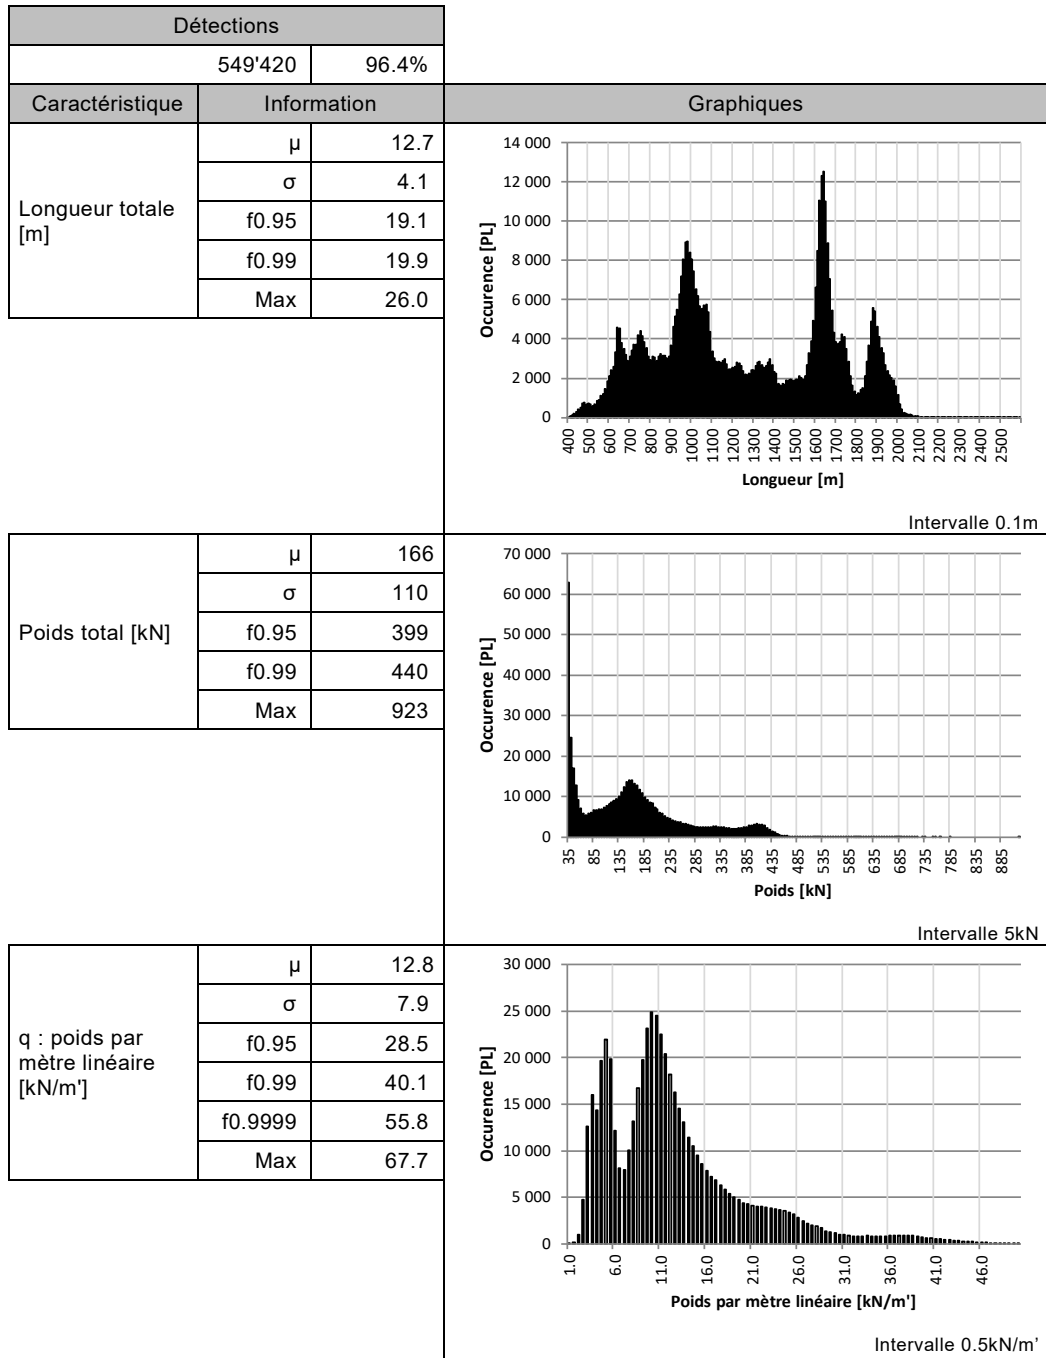 Détections
549'420 96.4%
Caractéristique Information Graphiques
Longueur totale [m]
μ 12.7
σ 4.1
f0.95 19.1
f0.99 19.9
Max 26.0
14 000
12 000
10 000
8 000
6 000
4 000
2 000
0
Occurence [PL]
400 500 600 700 800 900 1000 1100 1200 1300 1400 1500 1600 1700 1800 1900 2000 2100 2200 2300 2400 2500
Longueur [m]
Intervalle 0.1m
Poids total [kN]
μ 166
σ 110
f0.95 399
f0.99 440
Max 923
70 000
60 000
50 000
40 000
30 000
20 000
10 000
0
Occurence [PL]
35 85 135 185 235 285 335 385 435 485 535 585 635 685 735 785 835 885
Poids [kN]
Intervalle 5kN
q : poids par
mètre linéaire
[kN/m']
μ 12.8
σ 7.9
f0.95 28.5
f0.99 40.1
f0.9999 55.8
Max 67.7
30 000
25 000
20 000
15 000
10 000
5 000
0
Occurence [PL]
1.0 6.0 11.0 16.0 21.0 26.0 31.0 36.0 41.0 46.0
Poids par mètre linéaire [kN/m']
Intervalle 0.5kN/m’